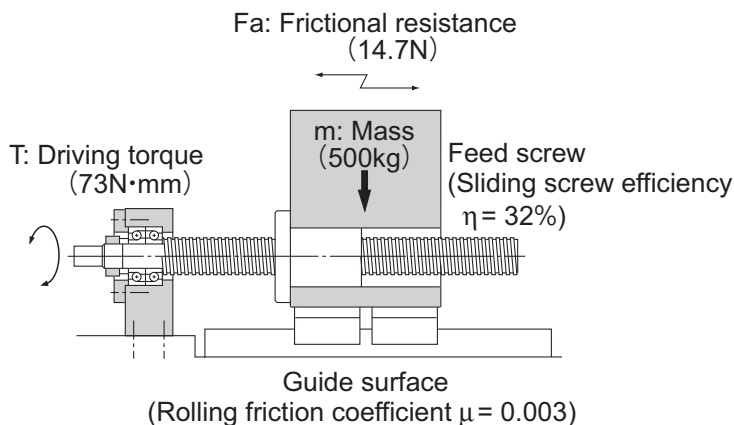 Fa: Frictional resistance
(14.7N)
m: Mass
(500kg)
T: Driving torque
(73N•mm)
Feed screw
(Sliding screw efficiency
η = 32%)
Guide surface
(Rolling friction coefficient μ = 0.003)